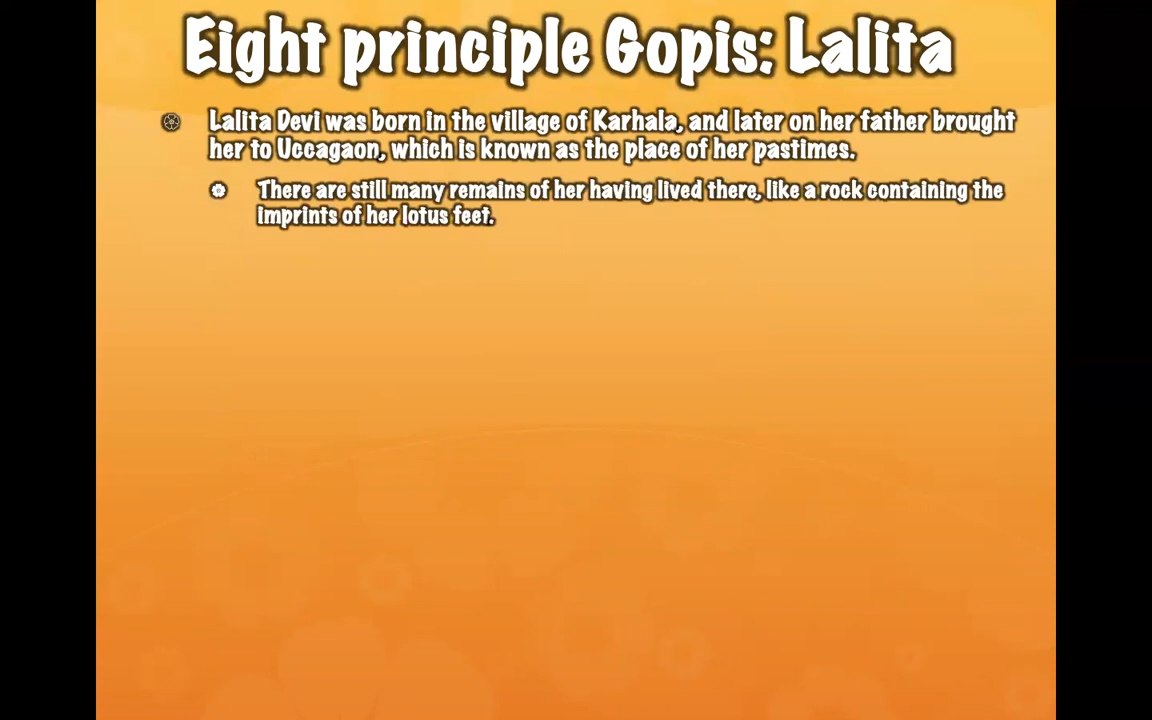 Eight principle Gopis: Lalita
Lalita Devi was born in the village of Karhala, and later on her father brought
her to Uccagaon, which is known as the place of her pastimes.
There are still many remains of her having lived there, like a rock containing the
imprints of her lotus feet.